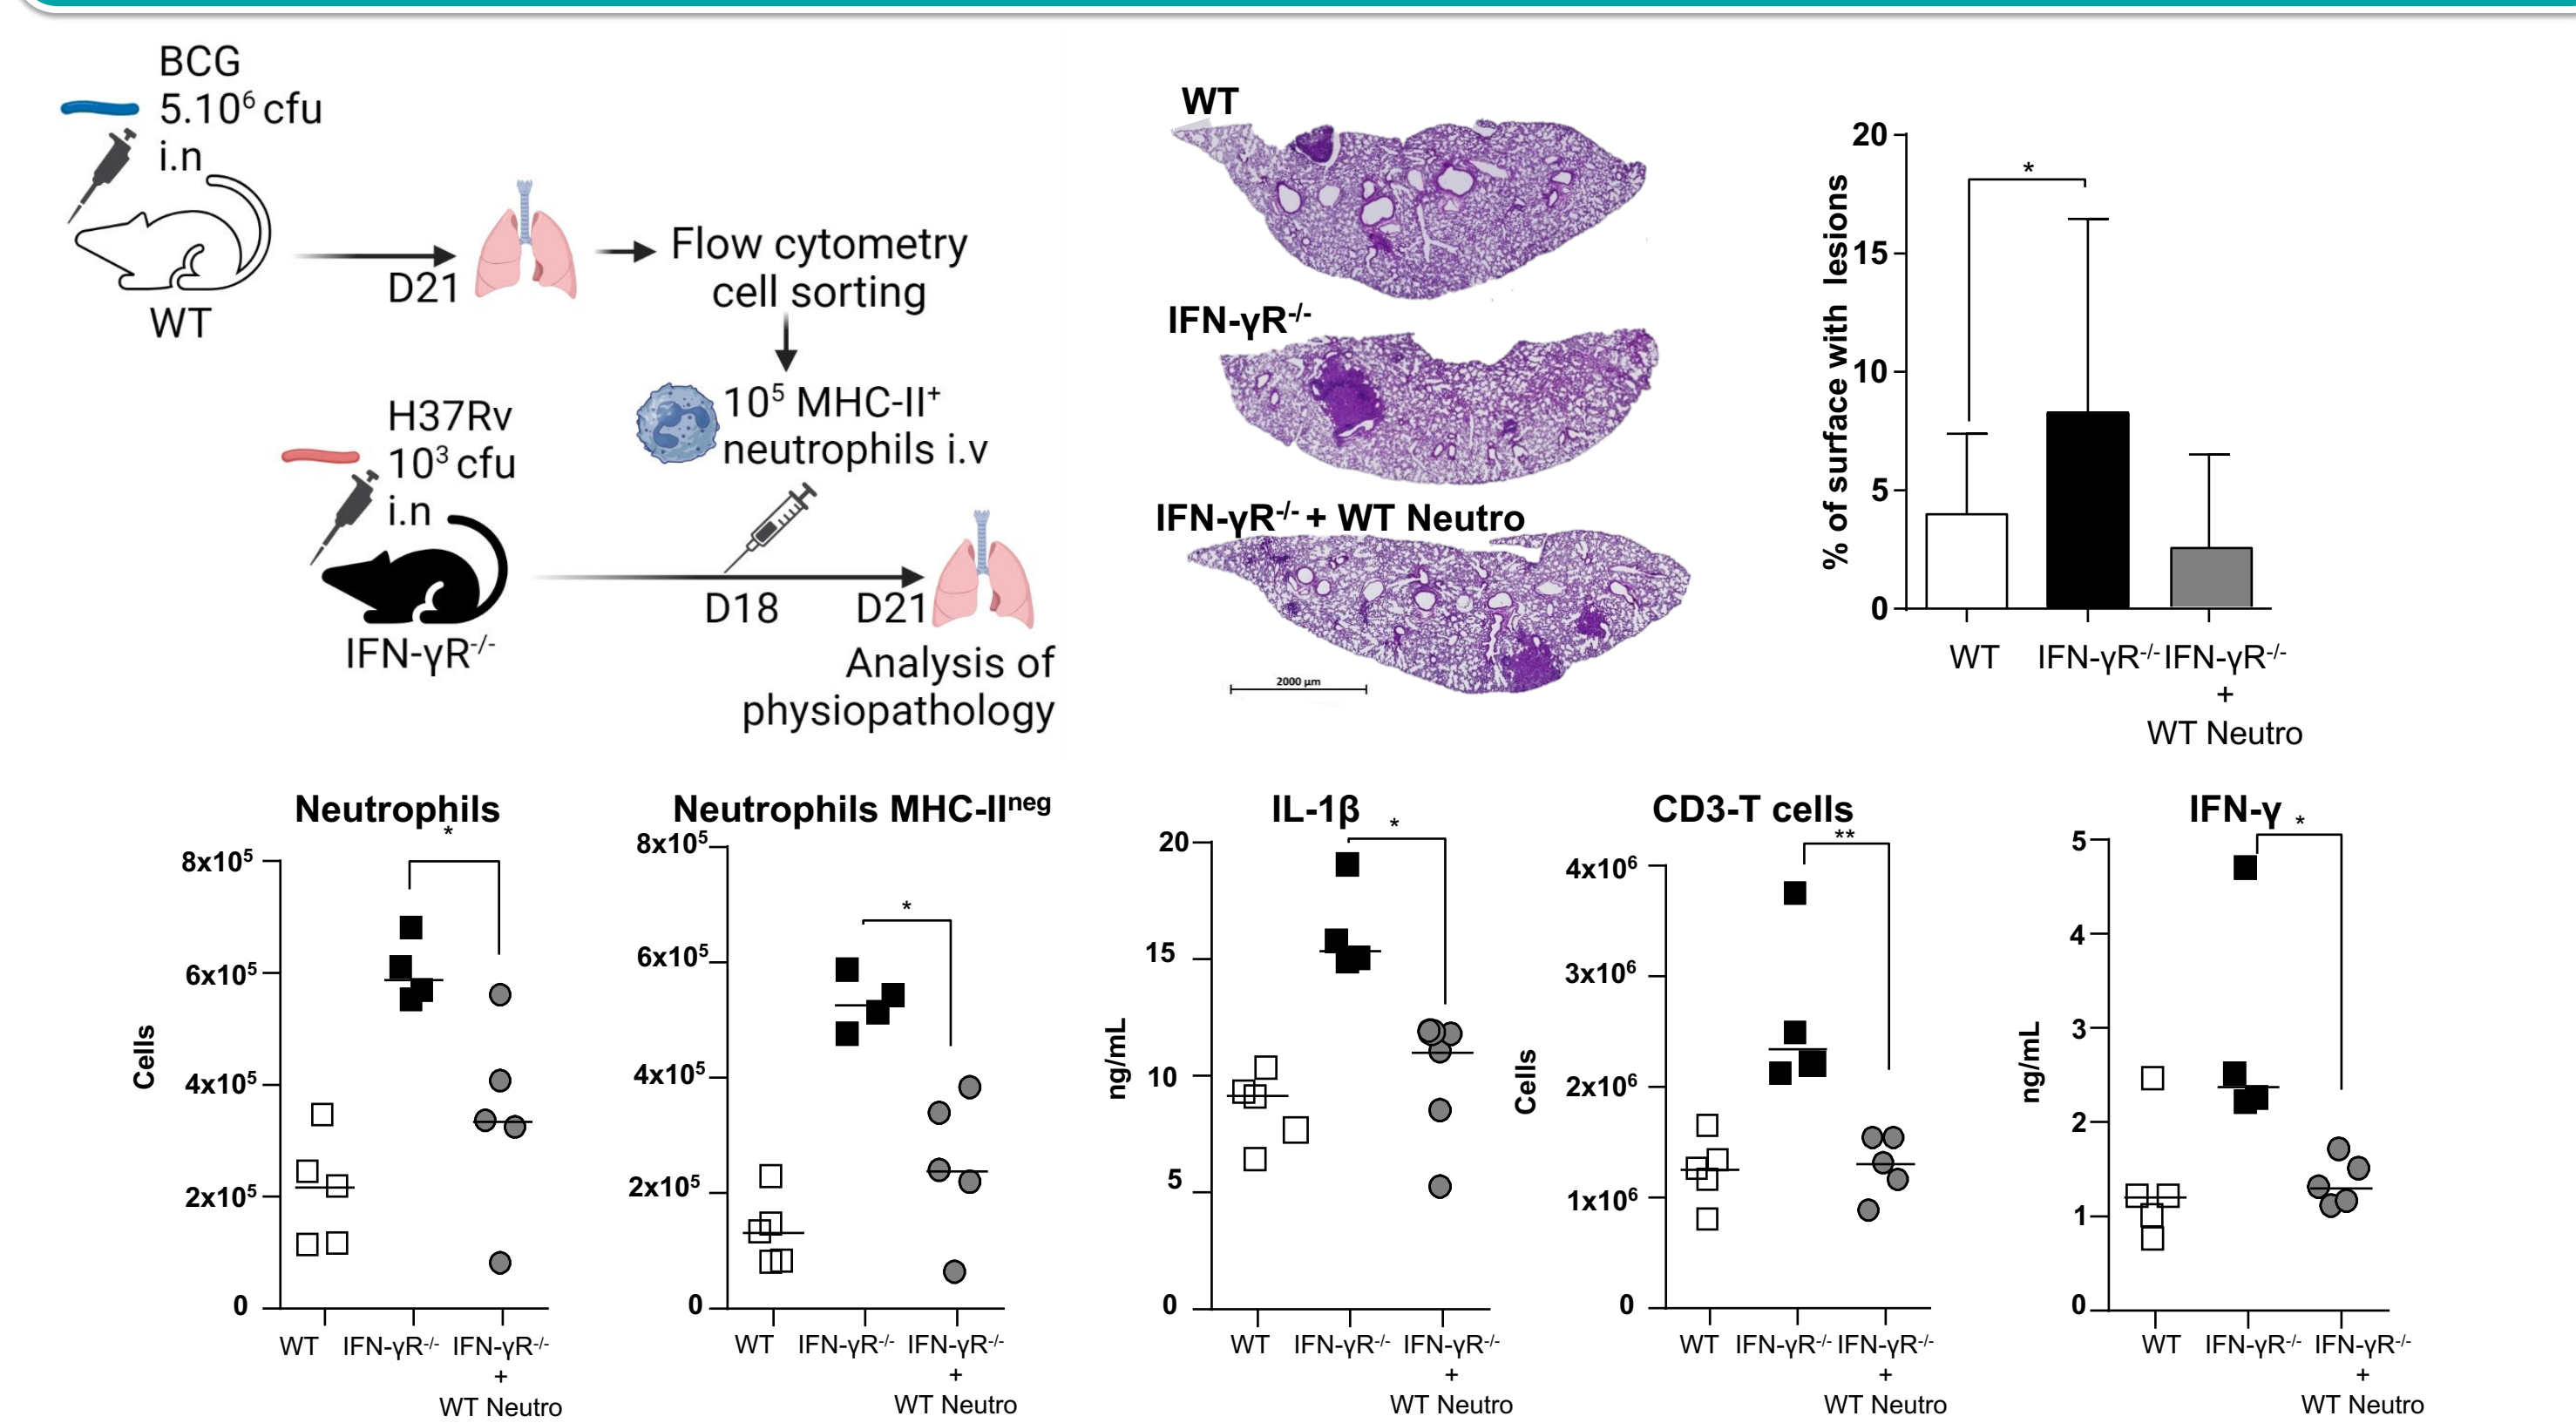 BCG
5.10⁶ cfu
i.n
WT
D21
Flow cytometry
cell sorting
10⁵ MHC-II⁺
neutrophils i.v
H37Rv
10³ cfu
i.n
IFN-γR⁻/⁻
D18
D21
Analysis of
physiopathology
WT
IFN-γR⁻/⁻
IFN-γR⁻/⁻ + WT Neutro
2000 µm
% of surface with lesions
20
15
10
5
0
*
WT
IFN-γR⁻/⁻
IFN-γR⁻/⁻
+
WT Neutro
Neutrophils
*
Cells
8x10⁵
6x10⁵
4x10⁵
2x10⁵
0
WT
IFN-γR⁻/⁻
IFN-γR⁻/⁻
+
WT Neutro
Neutrophils MHC-IIⁿᵉᵍ
*
8x10⁵
6x10⁵
4x10⁵
2x10⁵
0
WT
IFN-γR⁻/⁻
IFN-γR⁻/⁻
+
WT Neutro
IL-1β
*
ng/mL
20
15
10
5
0
WT
IFN-γR⁻/⁻
IFN-γR⁻/⁻
+
WT Neutro
CD3-T cells
**
Cells
4x10⁶
3x10⁶
2x10⁶
1x10⁶
0
WT
IFN-γR⁻/⁻
IFN-γR⁻/⁻
+
WT Neutro
IFN-γ
*
ng/mL
5
4
3
2
1
0
WT
IFN-γR⁻/⁻
IFN-γR⁻/⁻
+
WT Neutro